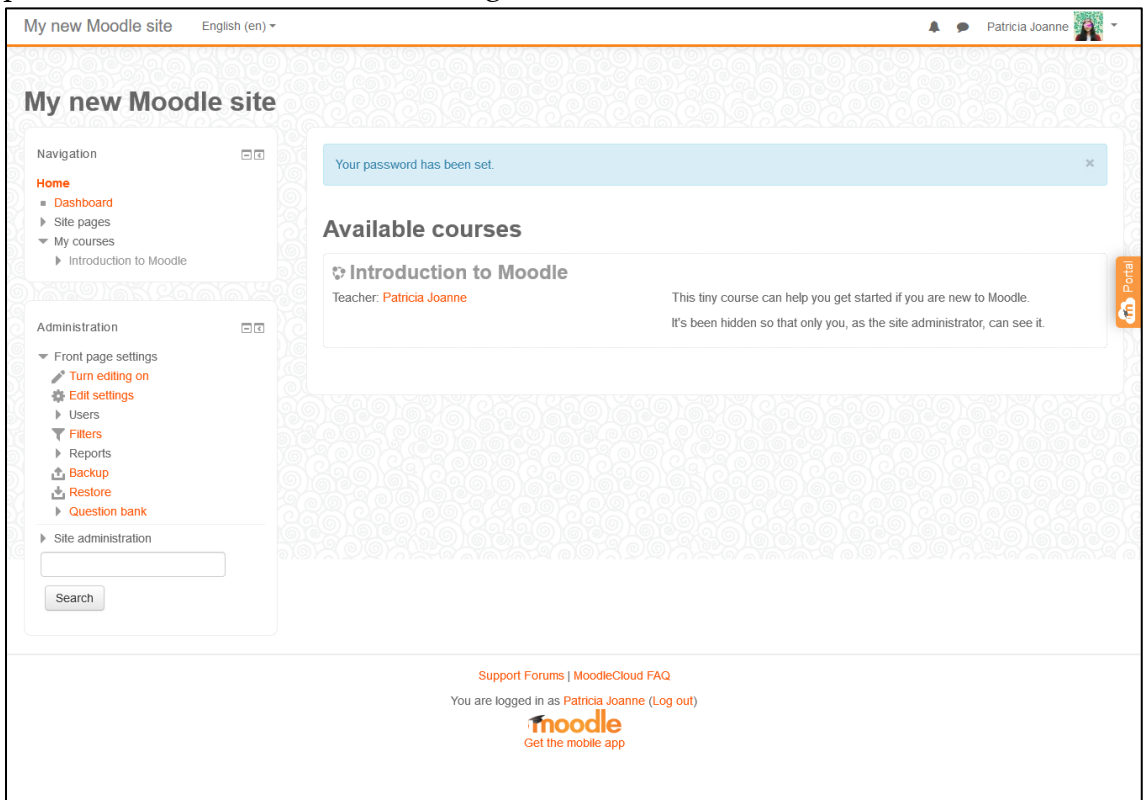 My new Moodle site English (en)
Patricia Joanne
My new Moodle site
Navigation
Home
Dashboard
Site pages
My courses
Introduction to Moodle
Administration
Front page settings
Turn editing on
Edit settings
Users
Filters
Reports
Backup
Restore
Question bank
Site administration
Search
Your password has been set. ×
Available courses
Introduction to Moodle
Teacher: Patricia Joanne
This tiny course can help you get started if you are new to Moodle.
It's been hidden so that only you, as the site administrator, can see it.
m Portal
Support Forums | MoodleCloud FAQ
You are logged in as Patricia Joanne (Log out)
moodle
Get the mobile app